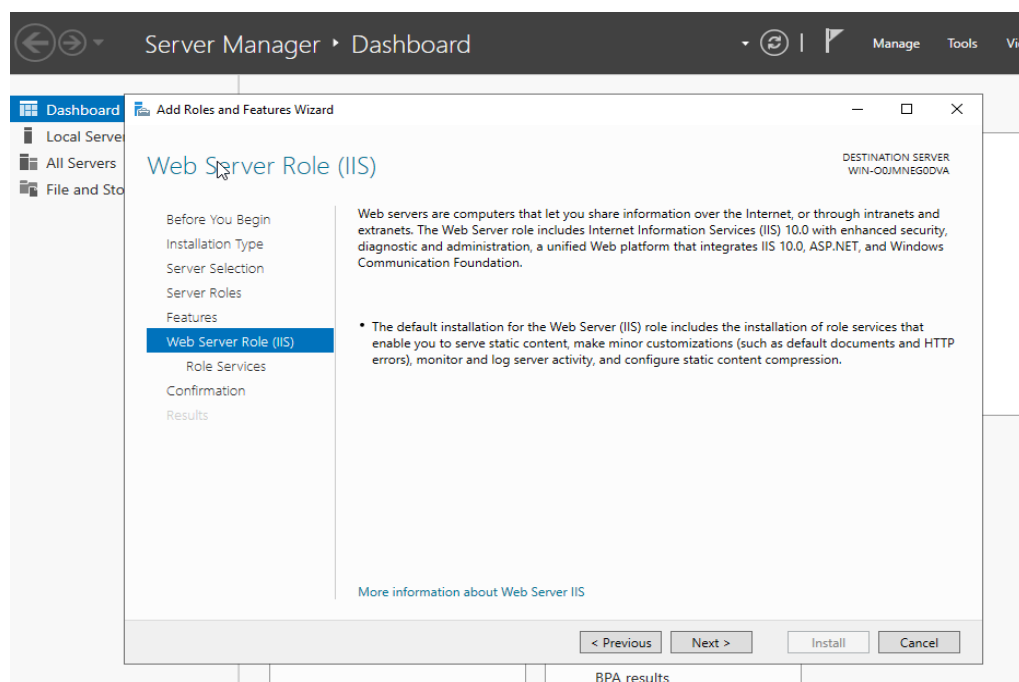 Server Manager ‣ Dashboard
Manage Tools Vi
Dashboard
Local Server
All Servers
File and Sto
Add Roles and Features Wizard
Web Server Role (IIS)
DESTINATION SERVER
WIN-O0JMNEG0DVA
Before You Begin
Installation Type
Server Selection
Server Roles
Features
Web Server Role (IIS)
Role Services
Confirmation
Results
Web servers are computers that let you share information over the Internet, or through intranets and
extranets. The Web Server role includes Internet Information Services (IIS) 10.0 with enhanced security,
diagnostic and administration, a unified Web platform that integrates IIS 10.0, ASP.NET, and Windows
Communication Foundation.
• The default installation for the Web Server (IIS) role includes the installation of role services that
enable you to serve static content, make minor customizations (such as default documents and HTTP
errors), monitor and log server activity, and configure static content compression.
More information about Web Server IIS
< Previous Next > Install Cancel
BPA results